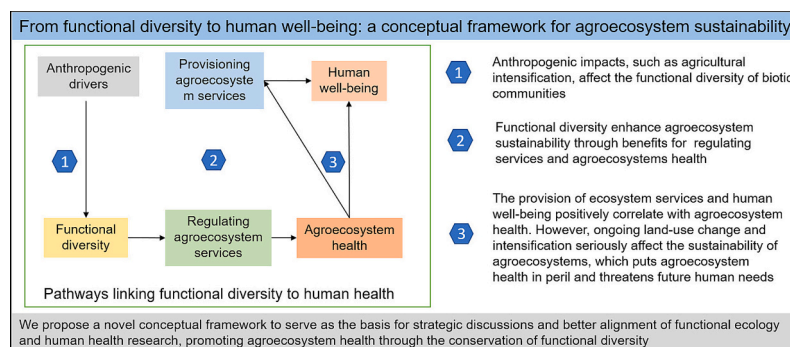 From functional diversity to human well-being: a conceptual framework for agroecosystem sustainability
Anthropogenic
drivers
Provisioning
agroecosyste
m services
Human
well-being
1
2
3
Functional
diversity
Regulating
agroecosystem
services
Agroecosystem
health
Pathways linking functional diversity to human health
1
Anthropogenic impacts, such as agricultural
intensification, affect the functional diversity of biotic
communities
2
Functional diversity enhance agroecosystem
sustainability through benefits for regulating
services and agroecosystems health
3
The provision of ecosystem services and human
well-being positively correlate with agroecosystem
health. However, ongoing land-use change and
intensification seriously affect the sustainability of
agroecosystems, which puts agroecosystem
health in peril and threatens future human needs
We propose a novel conceptual framework to serve as the basis for strategic discussions and better alignment of functional ecology
and human health research, promoting agroecosystem health through the conservation of functional diversity